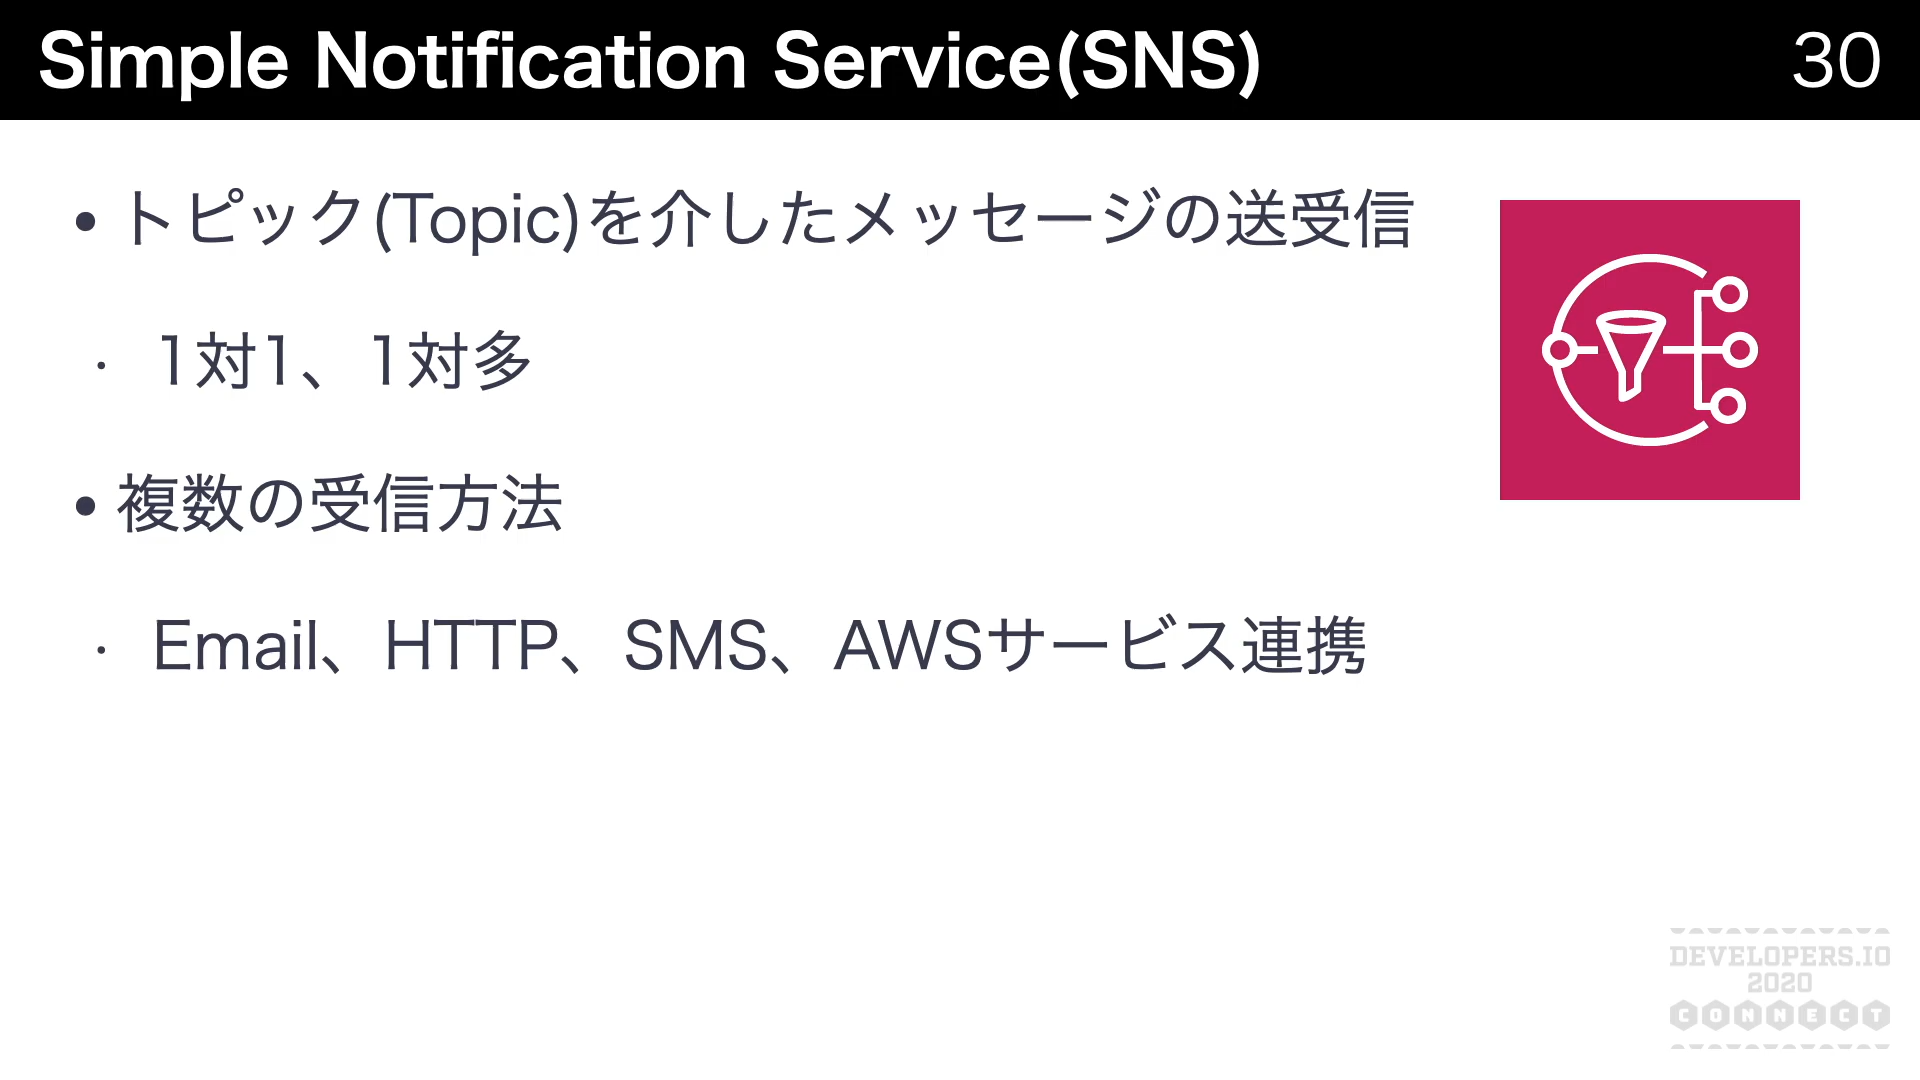 Simple Notification Service(SNS)
30
• トピック(Topic)を介したメッセージの送受信
・ 1対1、1対多
• 複数の受信方法
・ Email、HTTP、SMS、AWSサービス連携
DEVELOPERS.IO
2020
CONNECT